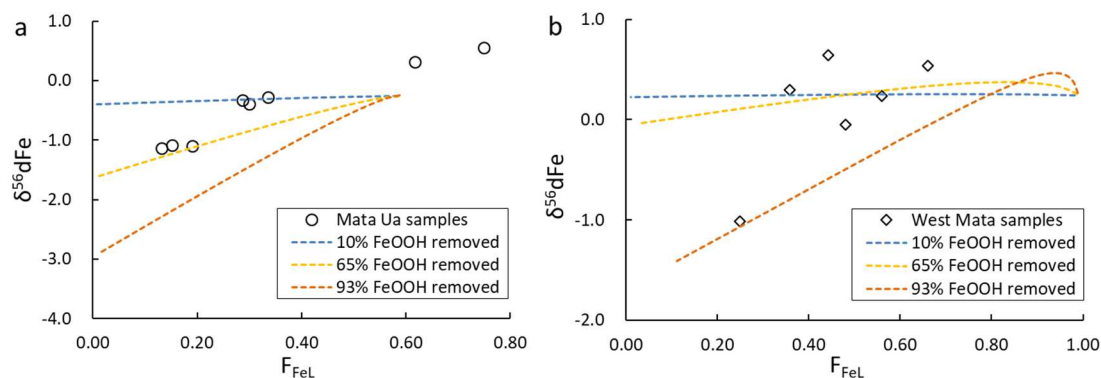 a
δ⁵⁶dFe
1.0
0.0
-1.0
-2.0
-3.0
-4.0
0.00 0.20 0.40 0.60 0.80
F_FeL
Mata Ua samples
10% FeOOH removed
65% FeOOH removed
93% FeOOH removed
b
δ⁵⁶dFe
1.0
0.0
-1.0
-2.0
0.00 0.20 0.40 0.60 0.80 1.00
F_FeL
West Mata samples
10% FeOOH removed
65% FeOOH removed
93% FeOOH removed